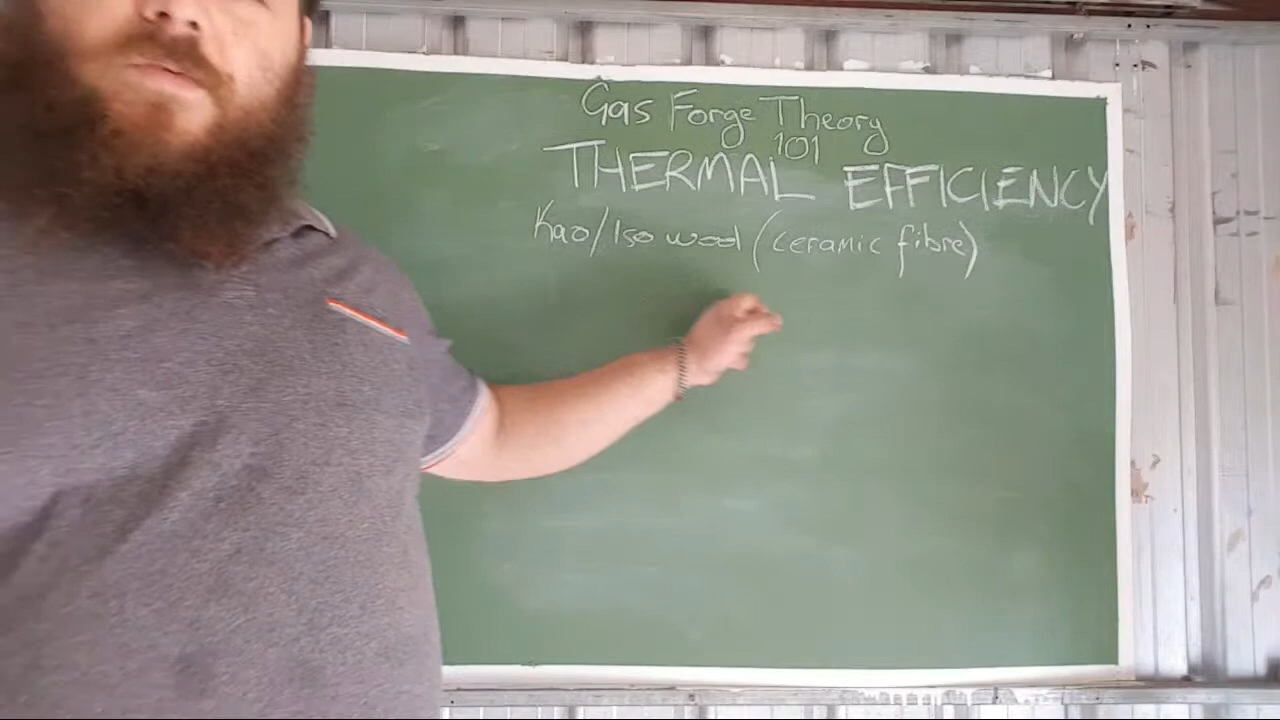 Gas Forge Theory
101
THERMAL EFFICIENCY
Kao/Iso wool (ceramic fibre)